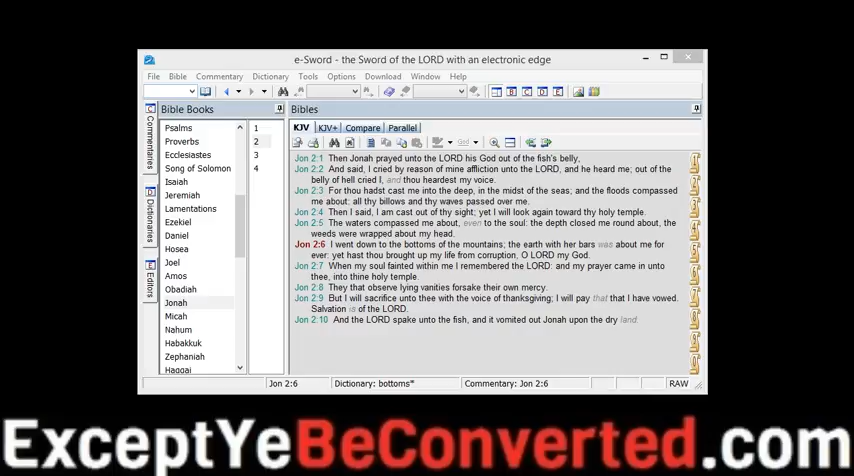 e-Sword - the Sword of the LORD with an electronic edge
File Bible Commentary Dictionary Tools Options Download Window Help
Bible Books
Bibles
Commentaries
Dictionaries
Editors
Psalms
Proverbs
Ecclesiastes
Song of Solomon
Isaiah
Jeremiah
Lamentations
Ezekiel
Daniel
Hosea
Joel
Amos
Obadiah
Jonah
Micah
Nahum
Habakkuk
Zephaniah
Haggai
1
2
3
4
KJV KJV+ Compare Parallel
Jon 2:1 Then Jonah prayed unto the LORD his God out of the fish's belly,
Jon 2:2 And said, I cried by reason of mine affliction unto the LORD, and he heard me; out of the
belly of hell cried I, and thou heardest my voice.
Jon 2:3 For thou hadst cast me into the deep, in the midst of the seas; and the floods compassed
me about: all thy billows and thy waves passed over me.
Jon 2:4 Then I said, I am cast out of thy sight; yet I will look again toward thy holy temple.
Jon 2:5 The waters compassed me about, even to the soul: the depth closed me round about, the
weeds were wrapped about my head.
Jon 2:6 I went down to the bottoms of the mountains; the earth with her bars was about me for
ever: yet hast thou brought up my life from corruption, O LORD my God.
Jon 2:7 When my soul fainted within me I remembered the LORD: and my prayer came in unto
thee, into thine holy temple.
Jon 2:8 They that observe lying vanities forsake their own mercy.
Jon 2:9 But I will sacrifice unto thee with the voice of thanksgiving; I will pay that that I have vowed.
Salvation is of the LORD.
Jon 2:10 And the LORD spake unto the fish, and it vomited out Jonah upon the dry land.
Jon 2:6 Dictionary: bottoms* Commentary: Jon 2:6 RAW
ExceptYeBeConverted.com